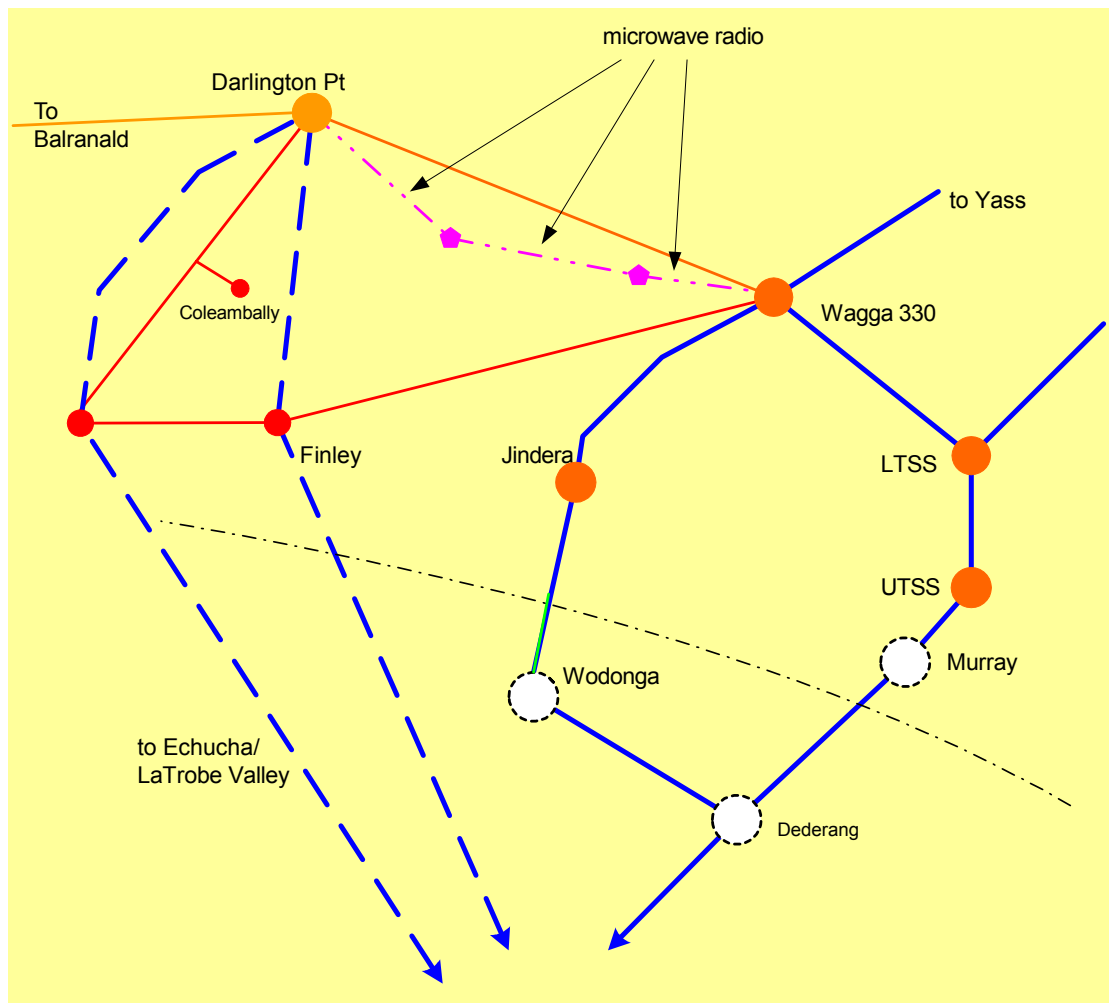 microwave radio
Darlington Pt
To
Balranald
to Yass
Coleambally
Wagga 330
Finley
Jindera
LTSS
UTSS
Wodonga
Murray
to Echucha/
LaTrobe Valley
Dederang